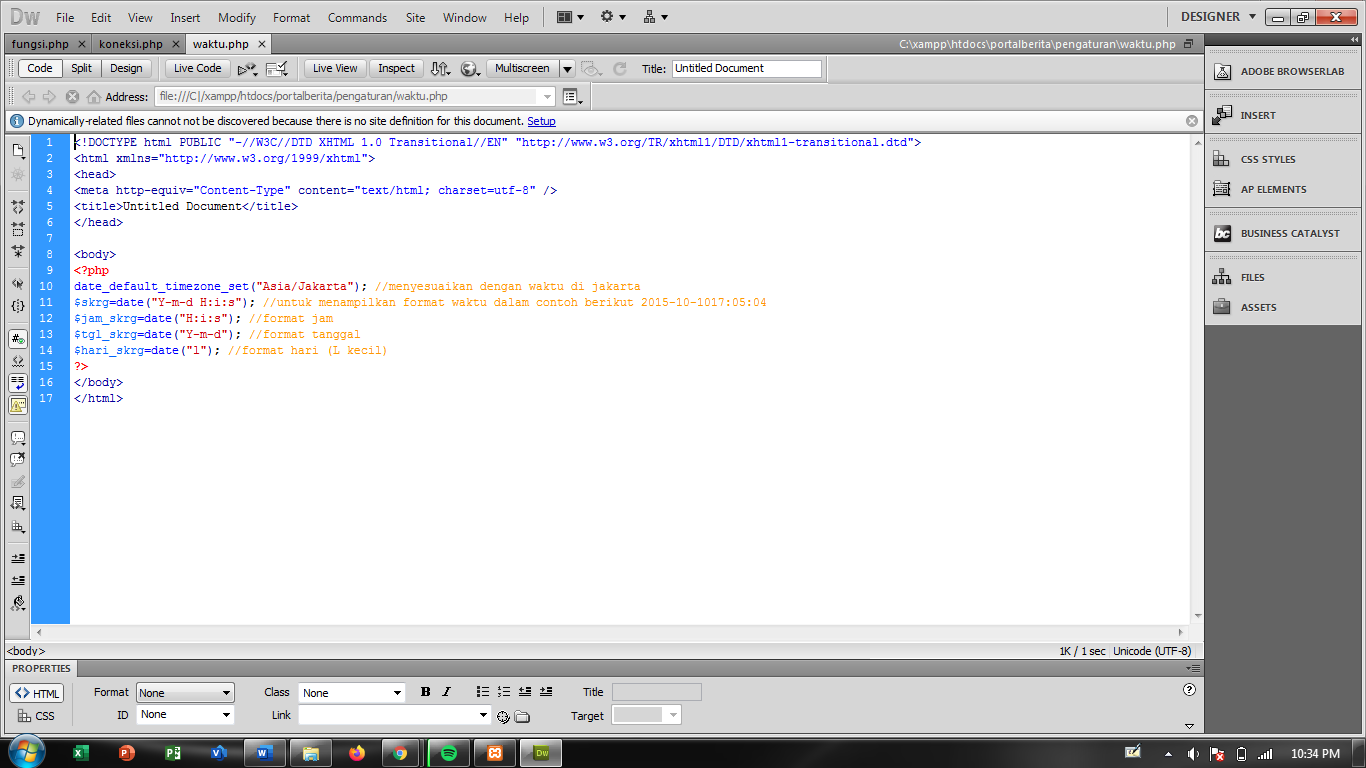 Dw File Edit View Insert Modify Format Commands Site Window Help DESIGNER
fungsi.php koneksi.php waktu.php C:\xampp\htdocs\portalberita\pengaturan\waktu.php
Code Split Design Live Code Live View Inspect Multiscreen Title: Untitled Document
Address: file:///C|/xampp/htdocs/portalberita/pengaturan/waktu.php
Dynamically-related files cannot not be discovered because there is no site definition for this document. Setup
1 <!DOCTYPE html PUBLIC "-//W3C//DTD XHTML 1.0 Transitional//EN" "http://www.w3.org/TR/xhtml1/DTD/xhtml1-transitional.dtd">
2 <html xmlns="http://www.w3.org/1999/xhtml">
3 <head>
4 <meta http-equiv="Content-Type" content="text/html; charset=utf-8" />
5 <title>Untitled Document</title>
6 </head>
7
8 <body>
9 <?php
10 date_default_timezone_set("Asia/Jakarta"); //menyesuaikan dengan waktu di jakarta
11 $skrg=date("Y-m-d H:i:s"); //untuk menampilkan format waktu dalam contoh berikut 2015-10-1017:05:04
12 $jam_skrg=date("H:i:s"); //format jam
13 $tgl_skrg=date("Y-m-d"); //format tanggal
14 $hari_skrg=date("l"); //format hari (L kecil)
15 ?>
16 </body>
17 </html>
<body> 1K / 1 sec Unicode (UTF-8)
ADOBE BROWSERLAB
INSERT
CSS STYLES
AP ELEMENTS
bc BUSINESS CATALYST
FILES
ASSETS
PROPERTIES
<> HTML Format None Class None B I Title
CSS ID None Link Target
Dw 10:34 PM